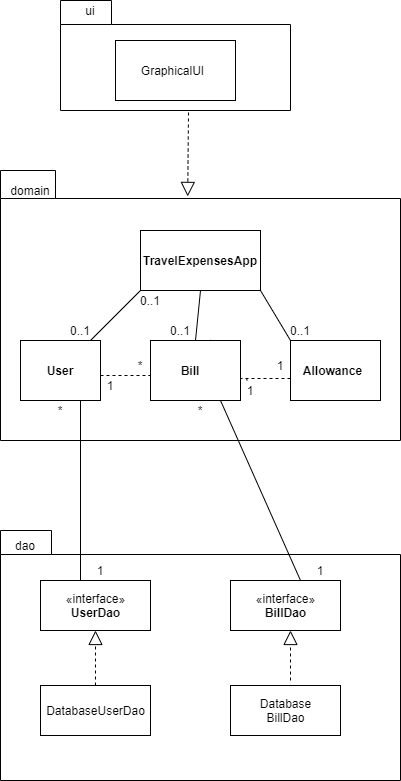 ui
GraphicalUI
domain
TravelExpensesApp
0..1
0..1
0..1
0..1
User
*
1
Bill
1
1
Allowance
*
*
dao
1
1
«interface»
UserDao
«interface»
BillDao
DatabaseUserDao
Database
BillDao